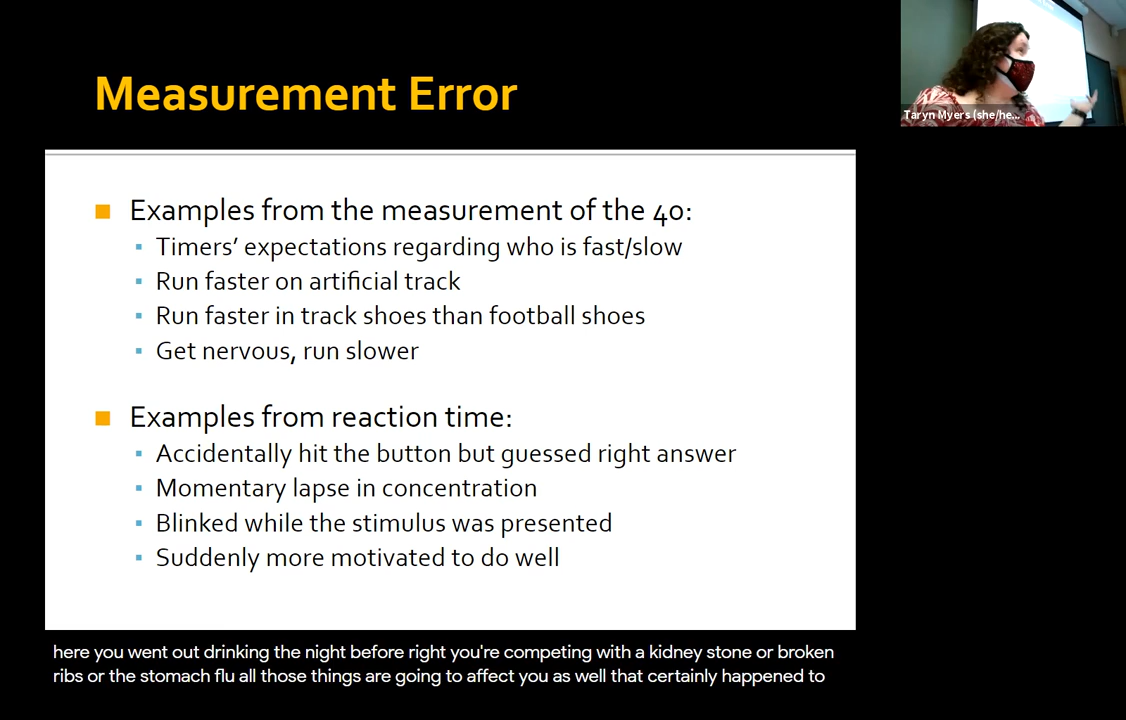 Measurement Error
Taryn Myers (she/he...
Examples from the measurement of the 40:
Timers' expectations regarding who is fast/slow
Run faster on artificial track
Run faster in track shoes than football shoes
Get nervous, run slower
Examples from reaction time:
Accidentally hit the button but guessed right answer
Momentary lapse in concentration
Blinked while the stimulus was presented
Suddenly more motivated to do well
here you went out drinking the night before right you're competing with a kidney stone or broken
ribs or the stomach flu all those things are going to affect you as well that certainly happened to